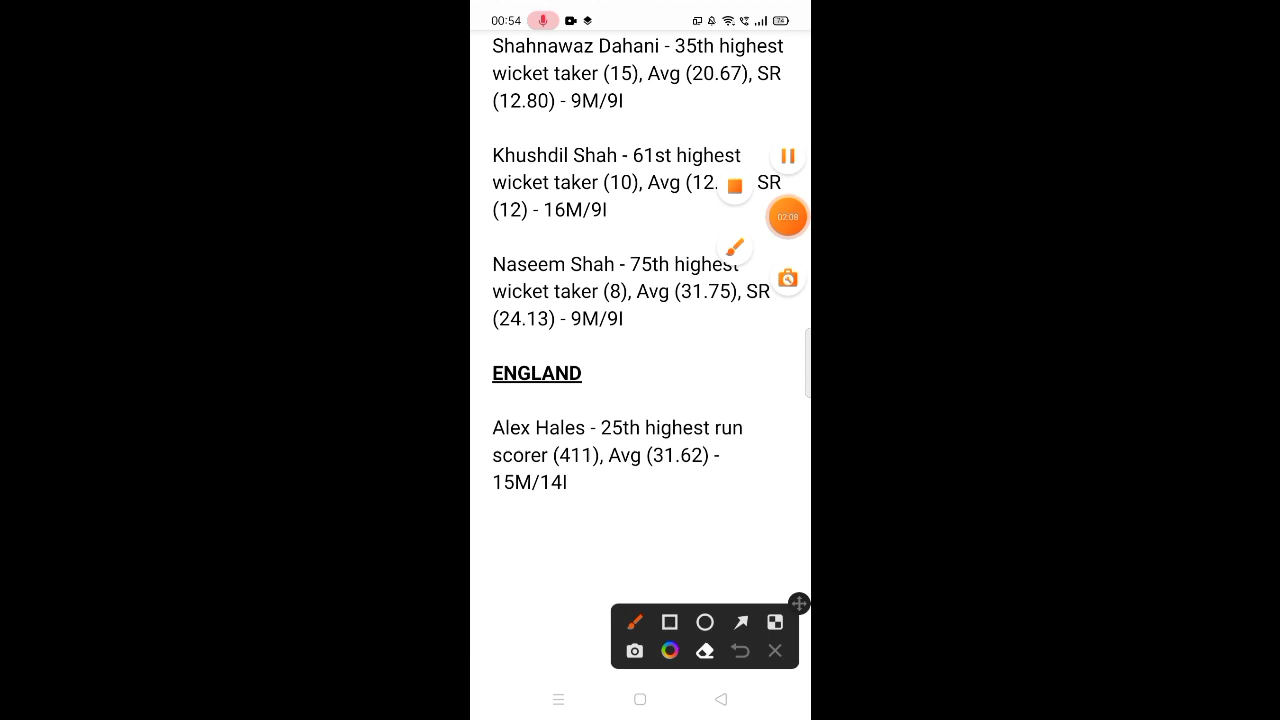 00:54
74
Shahnawaz Dahani - 35th highest
wicket taker (15), Avg (20.67), SR
(12.80) - 9M/9I
Khushdil Shah - 61st highest
wicket taker (10), Avg (12. SR
(12) - 16M/9I
02:08
Naseem Shah - 75th highest
wicket taker (8), Avg (31.75), SR
(24.13) - 9M/9I
ENGLAND
Alex Hales - 25th highest run
scorer (411), Avg (31.62) -
15M/14I